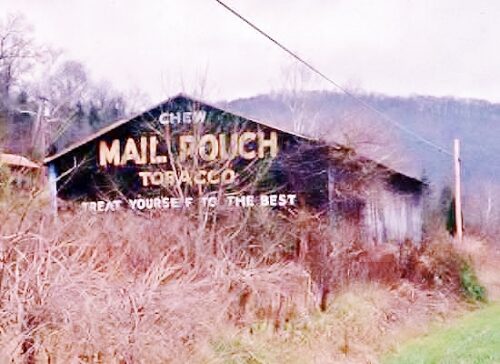 CHEW
MAIL POUCH
TOBACCO
TREAT YOURSELF TO THE BEST